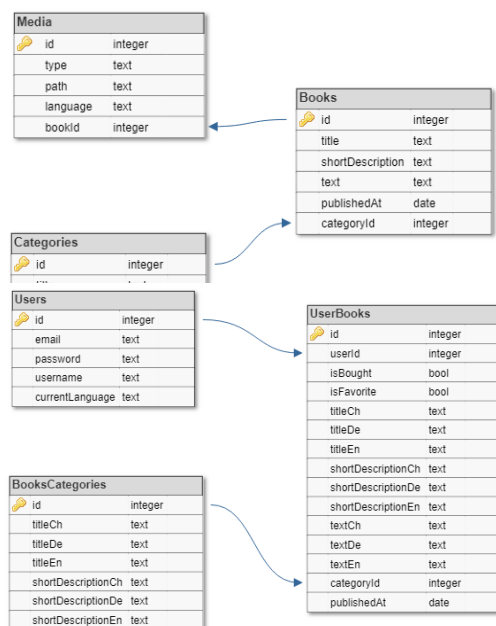 Media
id integer
type text
path text
language text
bookId integer
Books
id integer
title text
shortDescription text
text text
publishedAt date
categoryId integer
Categories
id integer
Users
id integer
email text
password text
username text
currentLanguage text
UserBooks
id integer
userId integer
isBought bool
isFavorite bool
titleCh text
titleDe text
titleEn text
shortDescriptionCh text
shortDescriptionDe text
shortDescriptionEn text
textCh text
textDe text
textEn text
categoryId integer
publishedAt date
BooksCategories
id integer
titleCh text
titleDe text
titleEn text
shortDescriptionCh text
shortDescriptionDe text
shortDescriptionEn text